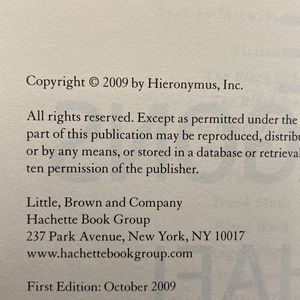 Copyright © 2009 by Hieronymus, Inc.
All rights reserved. Except as permitted under the
part of this publication may be reproduced, distribu
or by any means, or stored in a database or retrieval
ten permission of the publisher.
Little, Brown and Company
Hachette Book Group
237 Park Avenue, New York, NY 10017
www.hachettebookgroup.com
First Edition: October 2009